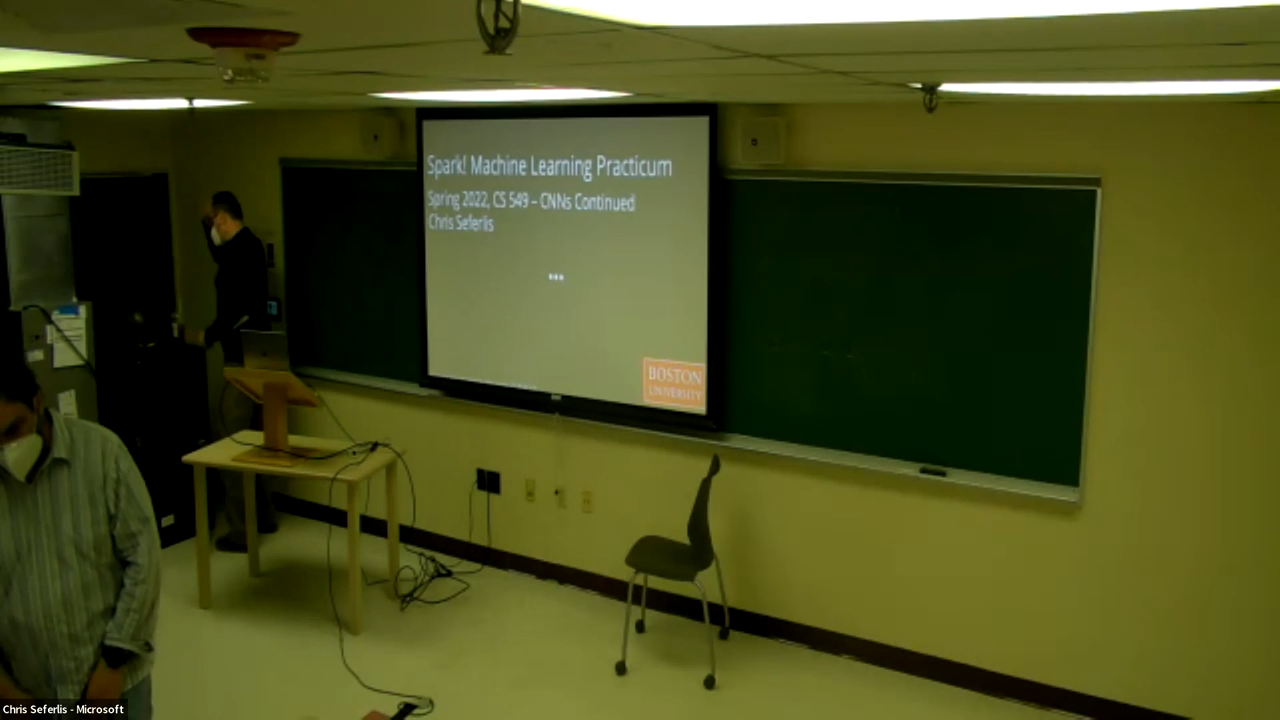 Spark! Machine Learning Practicum
Spring 2022, CS 549 – CNNs Continued
Chris Seferlis
BOSTON
UNIVERSITY
Chris Seferlis - Microsoft